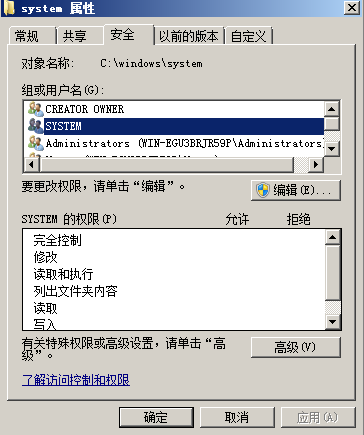 system 属性
常规 共享 安全 以前的版本 自定义
对象名称: C:\windows\system
组或用户名(G):
CREATOR OWNER
SYSTEM
Administrators (WIN-EGU3BRJR59P\Administrators)
要更改权限，请单击“编辑”。
编辑(E)...
SYSTEM 的权限(P) 允许 拒绝
完全控制
修改
读取和执行
列出文件夹内容
读取
写入
有关特殊权限或高级设置，请单击“高
级”。
高级(V)
了解访问控制和权限
确定 取消 应用(A)